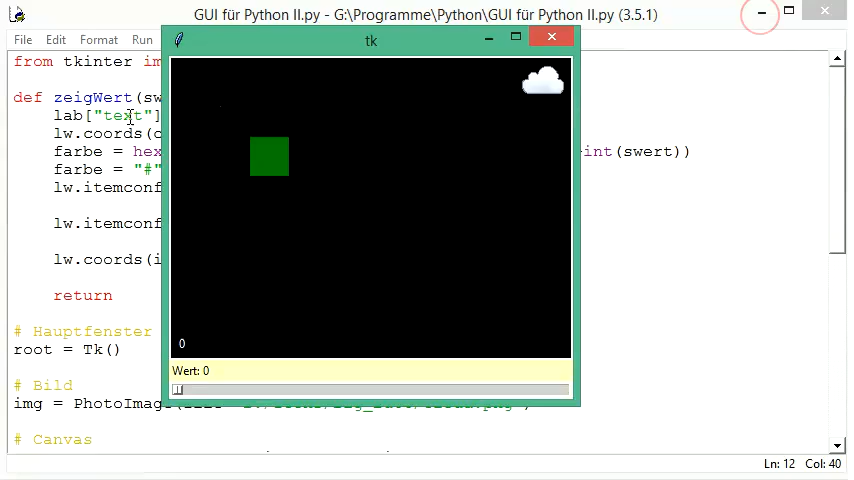 GUI für Python II.py - G:\Programme\Python\GUI für Python II.py (3.5.1)
File Edit Format Run
tk
from tkinter im
def zeigWert(sw
lab["text"]
lw.coords(
farbe = hex int(swert))
farbe = "#"
lw.itemconf
lw.itemconf
lw.coords(i
return
# Hauptfenster
root = Tk()
0
Wert: 0
# Bild
img = PhotoImage(
# Canvas
Ln: 12 Col: 40